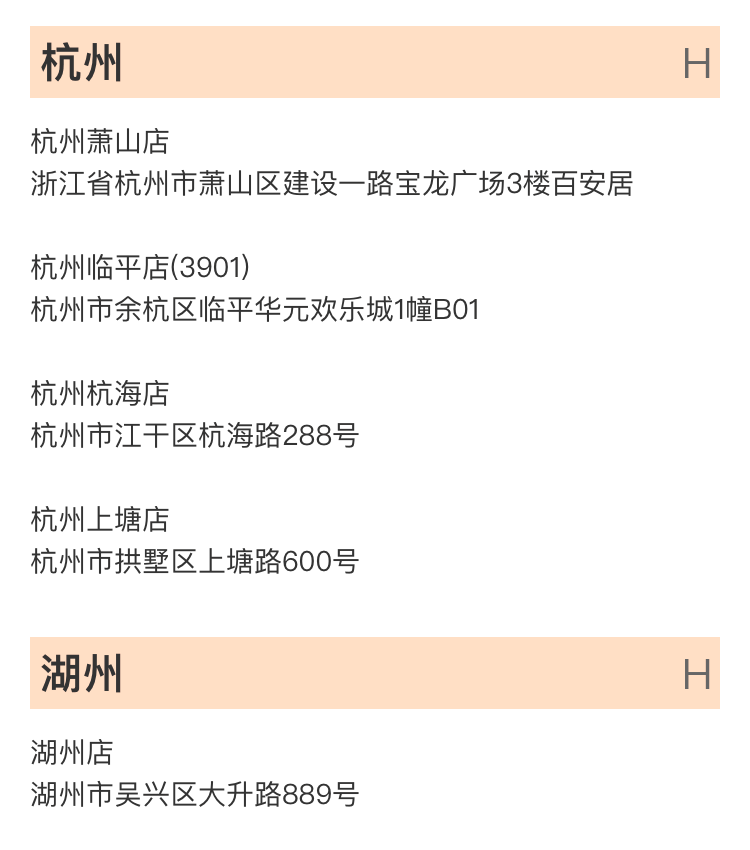 杭州
H
杭州萧山店
浙江省杭州市萧山区建设一路宝龙广场3楼百安居
杭州临平店(3901)
杭州市余杭区临平华元欢乐城1幢B01
杭州杭海店
杭州市江干区杭海路288号
杭州上塘店
杭州市拱墅区上塘路600号
湖州
H
湖州店
湖州市吴兴区大升路889号